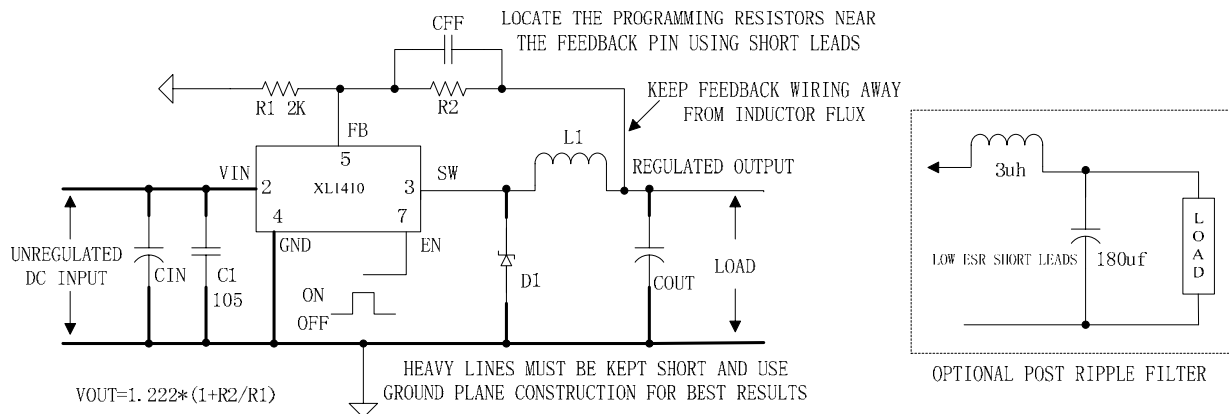 LOCATE THE PROGRAMMING RESISTORS NEAR
THE FEEDBACK PIN USING SHORT LEADS
CFF
R1 2K
R2
KEEP FEEDBACK WIRING AWAY
FROM INDUCTOR FLUX
FB
5
L1
VIN
2
XL1410
3
SW
REGULATED OUTPUT
4
7
GND
EN
UNREGULATED
DC INPUT
CIN
C1
105
ON
OFF
D1
COUT
LOAD
HEAVY LINES MUST BE KEPT SHORT AND USE
GROUND PLANE CONSTRUCTION FOR BEST RESULTS
VOUT=1.222*(1+R2/R1)
3uh
LOW ESR SHORT LEADS
180uf
LOAD
OPTIONAL POST RIPPLE FILTER